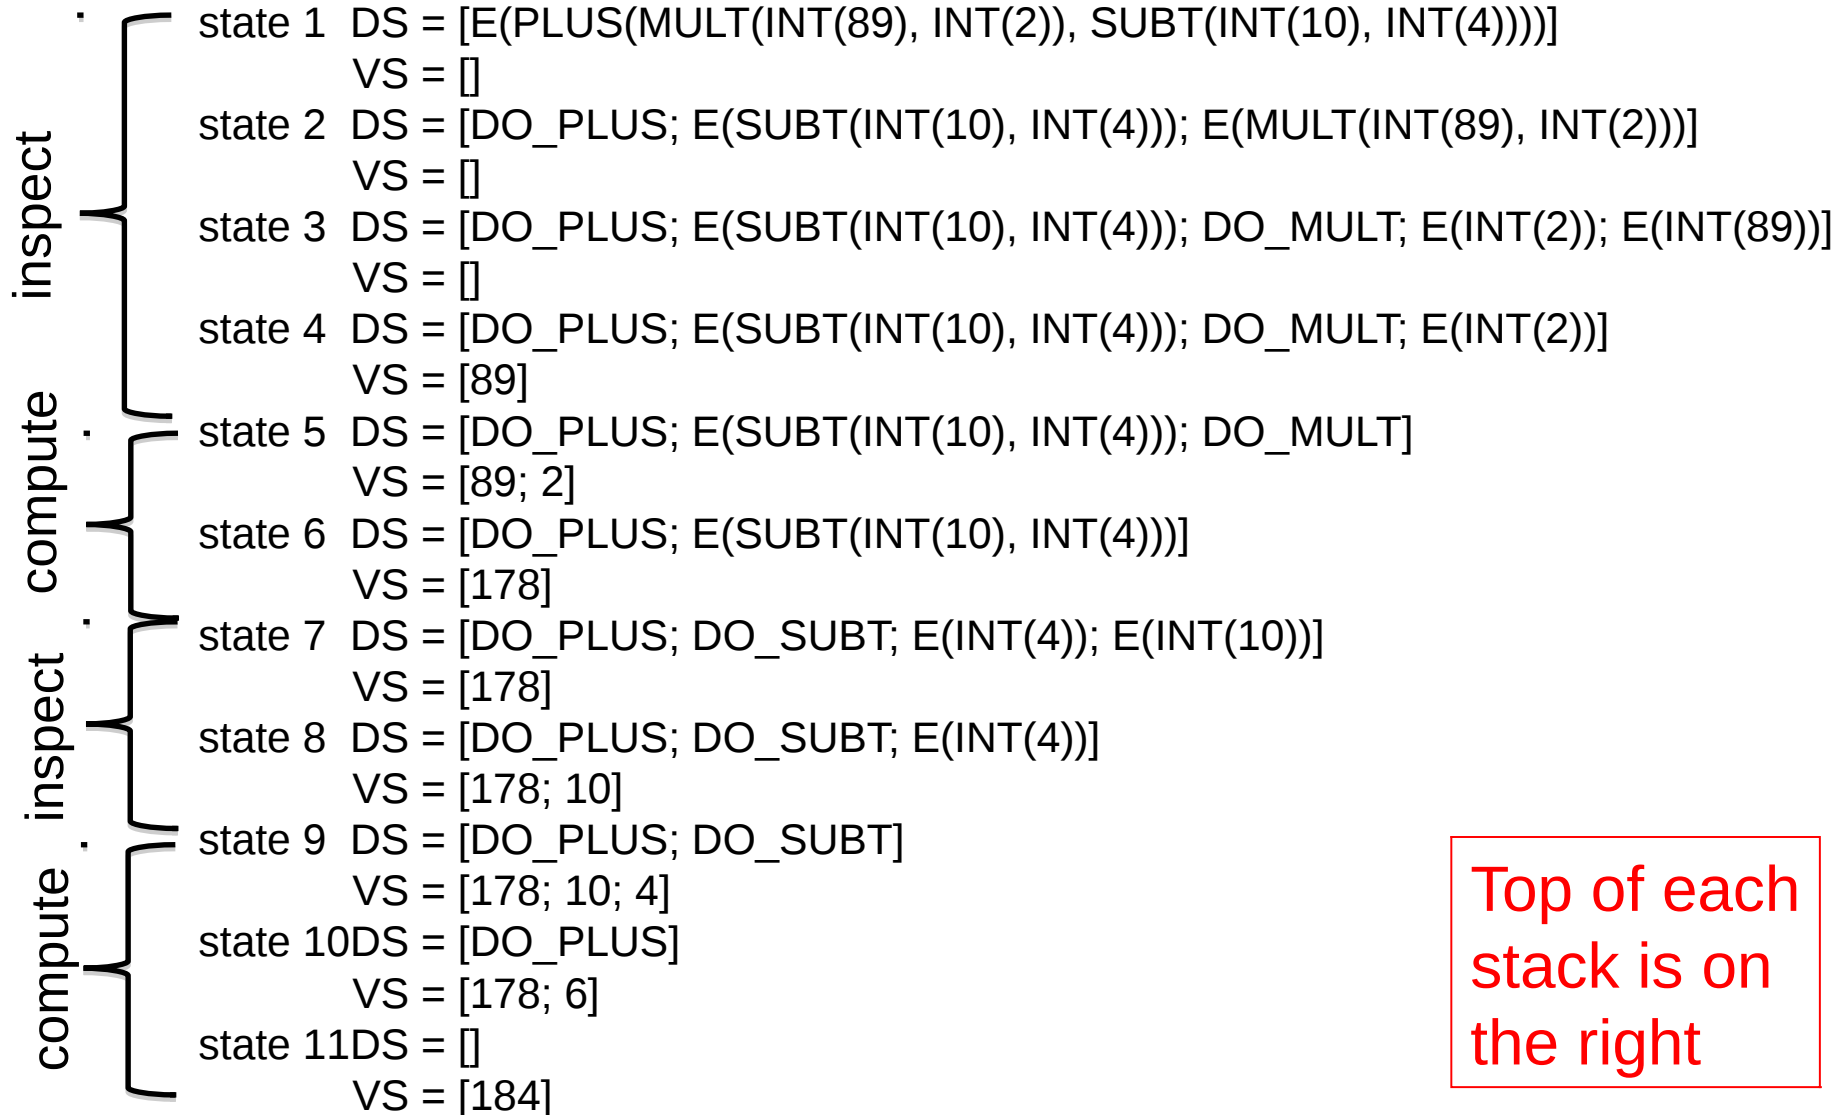 state 1 DS = [E(PLUS(MULT(INT(89), INT(2)), SUBT(INT(10), INT(4))))]
VS = []
state 2 DS = [DO_PLUS; E(SUBT(INT(10), INT(4))); E(MULT(INT(89), INT(2)))]
VS = []
state 3 DS = [DO_PLUS; E(SUBT(INT(10), INT(4))); DO_MULT; E(INT(2)); E(INT(89))]
VS = []
state 4 DS = [DO_PLUS; E(SUBT(INT(10), INT(4))); DO_MULT; E(INT(2))]
VS = [89]
state 5 DS = [DO_PLUS; E(SUBT(INT(10), INT(4))); DO_MULT]
VS = [89; 2]
state 6 DS = [DO_PLUS; E(SUBT(INT(10), INT(4)))]
VS = [178]
state 7 DS = [DO_PLUS; DO_SUBT; E(INT(4)); E(INT(10))]
VS = [178]
state 8 DS = [DO_PLUS; DO_SUBT; E(INT(4))]
VS = [178; 10]
state 9 DS = [DO_PLUS; DO_SUBT]
VS = [178; 10; 4]
state 10DS = [DO_PLUS]
VS = [178; 6]
state 11DS = []
VS = [184]
inspect
compute
inspect
compute
Top of each
stack is on
the right